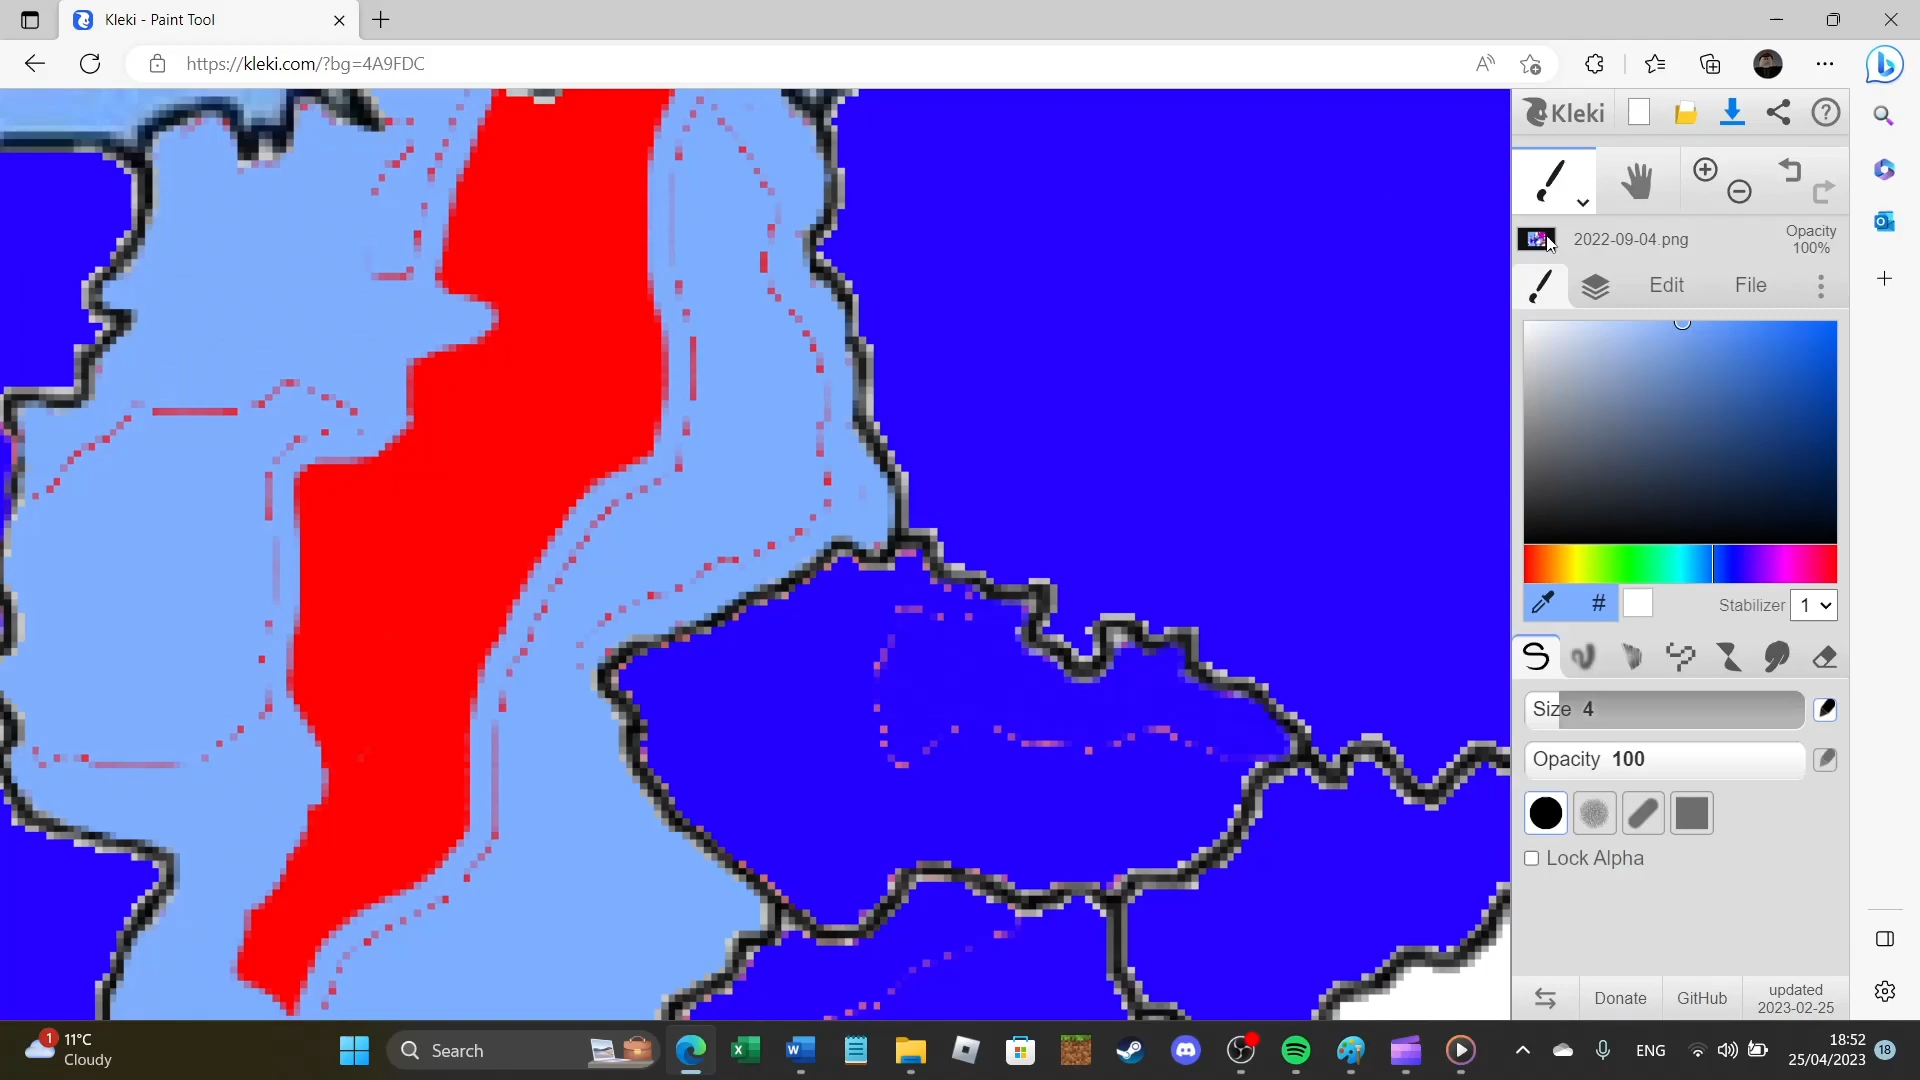 Kleki - Paint Tool
https://kleki.com/?bg=4A9FDC
Kleki
2022-09-04.png
Opacity
100%
Edit
File
#
Stabilizer
1
Size 4
Opacity 100
Lock Alpha
Donate
GitHub
updated
2023-02-25
1
11°C
Cloudy
Search
ENG
18:52
25/04/2023
18